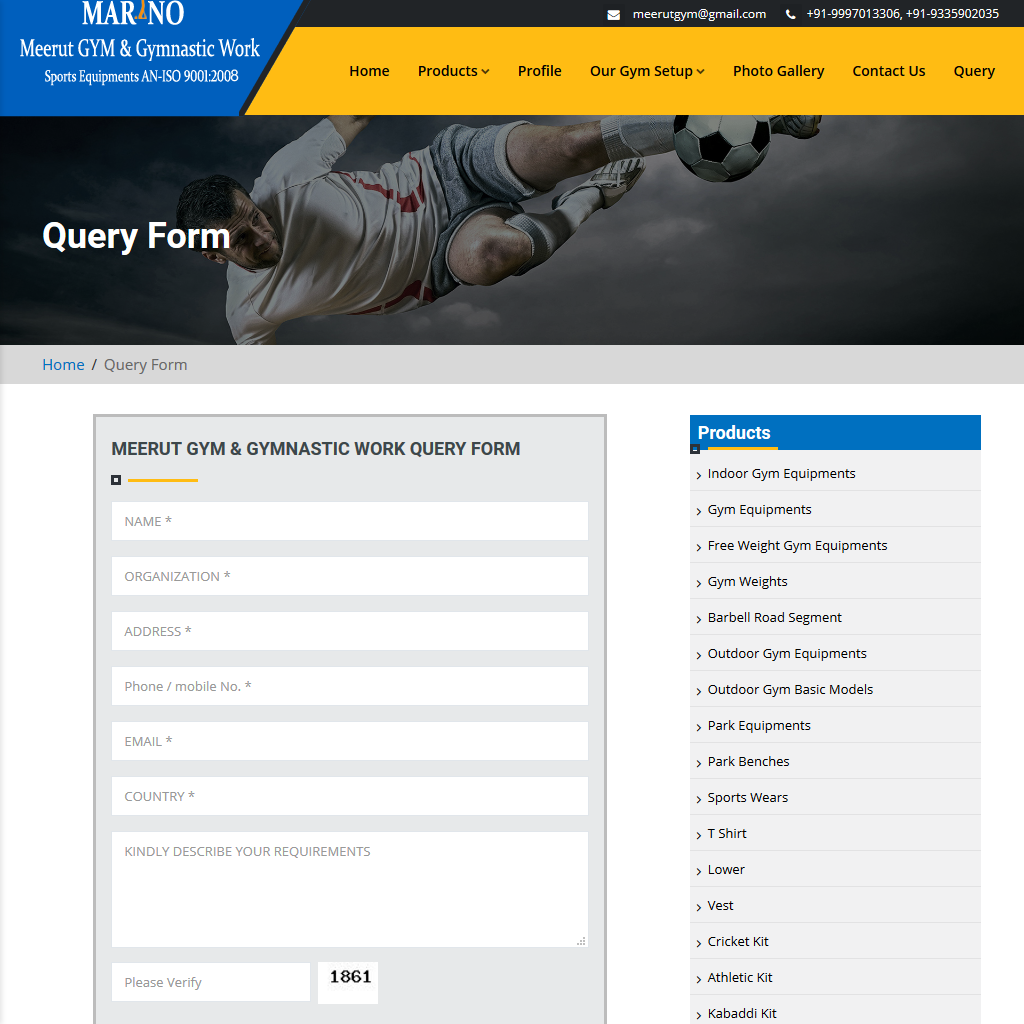 MARINO
Meerut GYM & Gymnastic Work
Sports Equipments AN-ISO 9001:2008
meerutgym@gmail.com +91-9997013306, +91-9335902035
Home Products Profile Our Gym Setup Photo Gallery Contact Us Query
Query Form
Home / Query Form
MEERUT GYM & GYMNASTIC WORK QUERY FORM
NAME *
ORGANIZATION *
ADDRESS *
Phone / mobile No. *
EMAIL *
COUNTRY *
KINDLY DESCRIBE YOUR REQUIREMENTS
Please Verify 1861
Products
Indoor Gym Equipments
Gym Equipments
Free Weight Gym Equipments
Gym Weights
Barbell Road Segment
Outdoor Gym Equipments
Outdoor Gym Basic Models
Park Equipments
Park Benches
Sports Wears
T Shirt
Lower
Vest
Cricket Kit
Athletic Kit
Kabaddi Kit